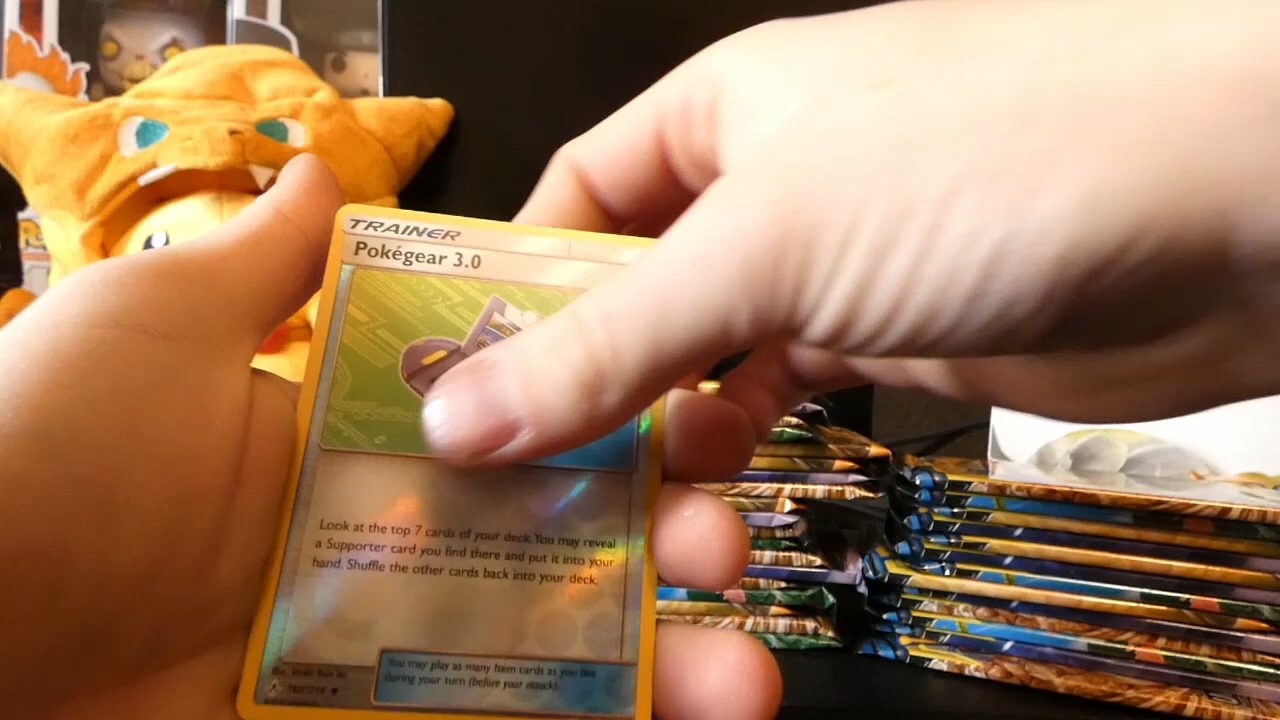 TRAINER
Pokégear 3.0
Look at the top 7 cards of your deck. You may reveal
a Supporter card you find there and put it into your
hand. Shuffle the other cards back into your deck.
You may play as many Item cards as you like
during your turn (before your attack).